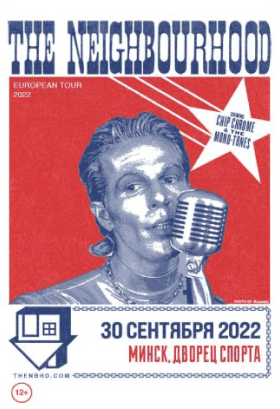 THE NEIGHBOURHOOD
EUROPEAN TOUR
2022
CHIP CHROME
& THE
MONO-TONES
30 СЕНТЯБРЯ 2022
МИНСК, ДВОРЕЦ СПОРТА
THENBHD.COM
12+